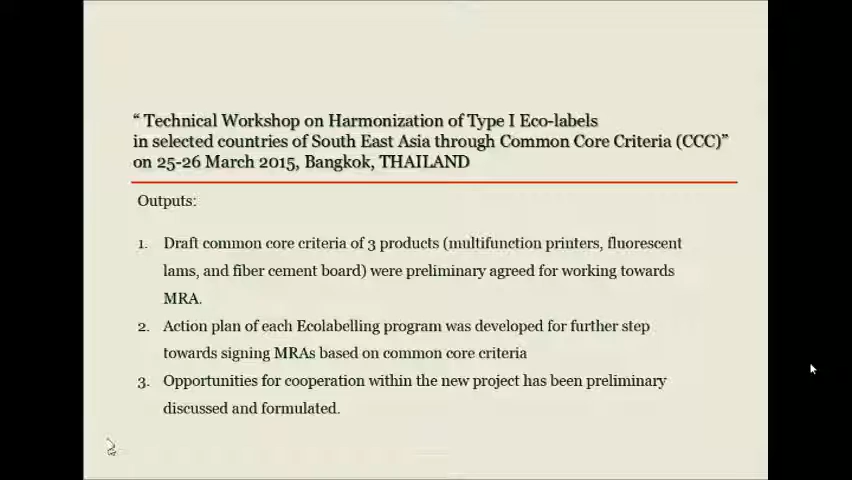 “ Technical Workshop on Harmonization of Type I Eco-labels
in selected countries of South East Asia through Common Core Criteria (CCC)”
on 25-26 March 2015, Bangkok, THAILAND
Outputs:
1. Draft common core criteria of 3 products (multifunction printers, fluorescent
lams, and fiber cement board) were preliminary agreed for working towards
MRA.
2. Action plan of each Ecolabelling program was developed for further step
towards signing MRAs based on common core criteria
3. Opportunities for cooperation within the new project has been preliminary
discussed and formulated.